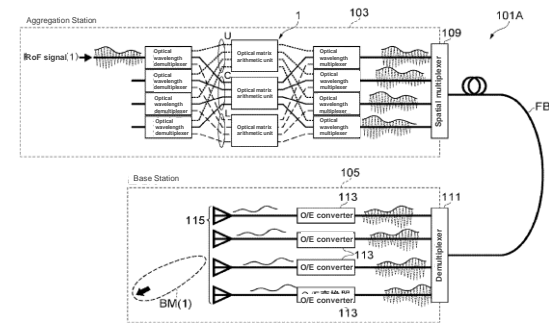 Aggregation Station
U
1
103
101A
RoF signal(1)
Optical
wavelength
demultiplexer
Optical matrix
arithmetic unit
Optical
wavelength
multiplexer
109
Optical
wavelength
demultiplexer
C
Optical matrix
arithmetic unit
Optical
wavelength
multiplexer
Spatial multiplexer
Optical
wavelength
demultiplexer
Optical
wavelength
multiplexer
FB
Optical
wavelength
demultiplexer
L
Optical matrix
arithmetic unit
Optical
wavelength
multiplexer
Base Station
105
111
113
115
O/E converter
O/E converter
113
Demultiplexer
O/E converter
BM(1)
O/E converter
113